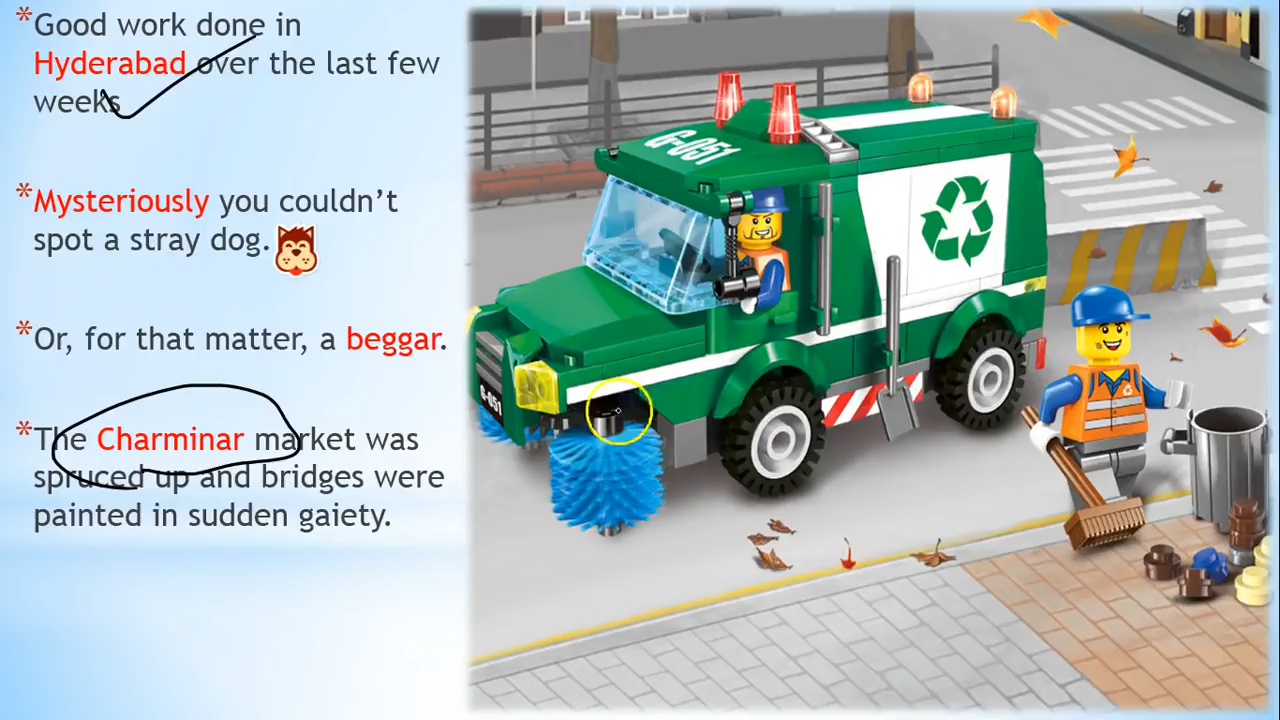 *Good work done in
Hyderabad over the last few
weeks
*Mysteriously you couldn't
spot a stray dog.
*Or, for that matter, a beggar.
*The Charminar market was
spruced up and bridges were
painted in sudden gaiety.
G-051
G-051